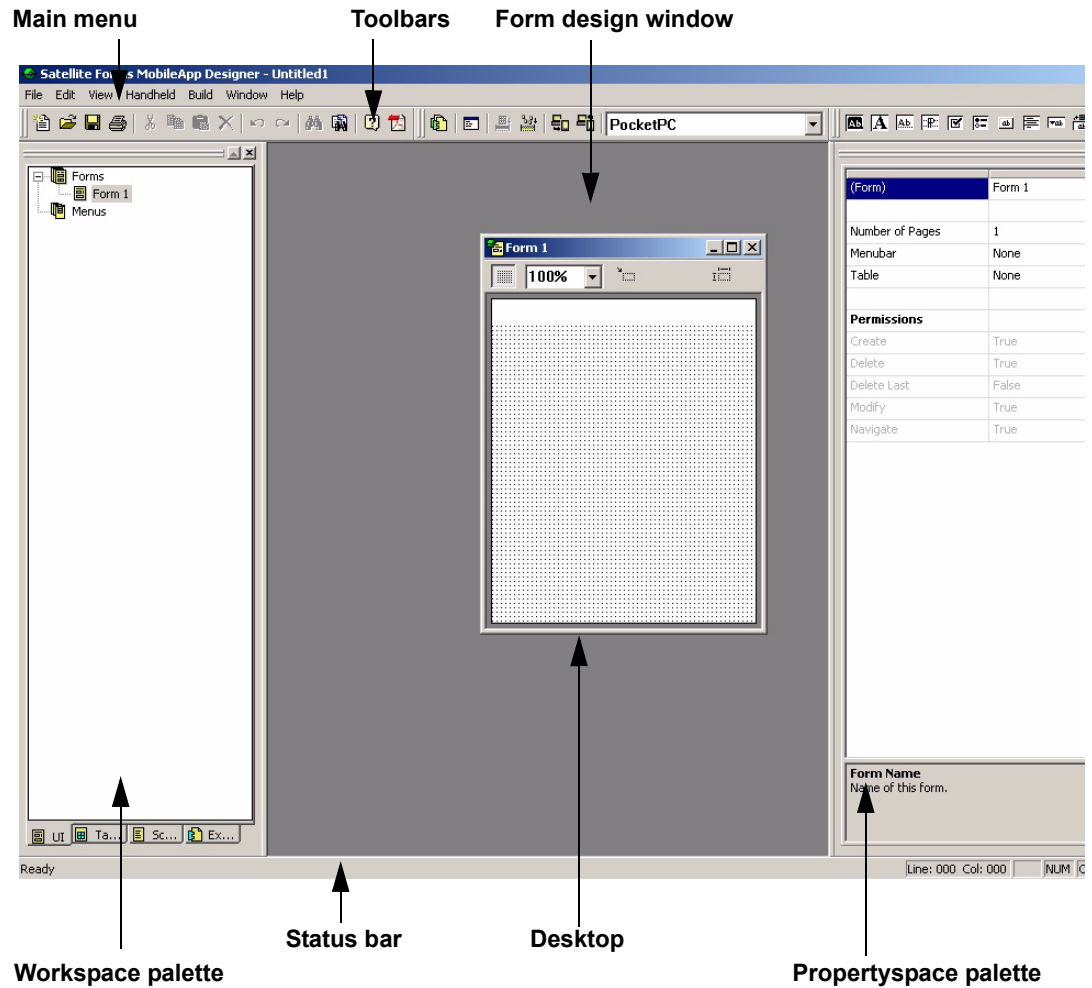 Main menu
Toolbars
Form design window
Satellite Forms MobileApp Designer - Untitled1
File Edit View Handheld Build Window Help
PocketPC
Forms
Form 1
Menus
Form 1
100%
(Form) Form 1
Number of Pages 1
Menubar None
Table None
Permissions
Create True
Delete True
Delete Last False
Modify True
Navigate True
Form Name
Name of this form.
UI Ta... Sc... Ex...
Ready
Line: 000 Col: 000 NUM
Status bar
Desktop
Workspace palette
Propertyspace palette